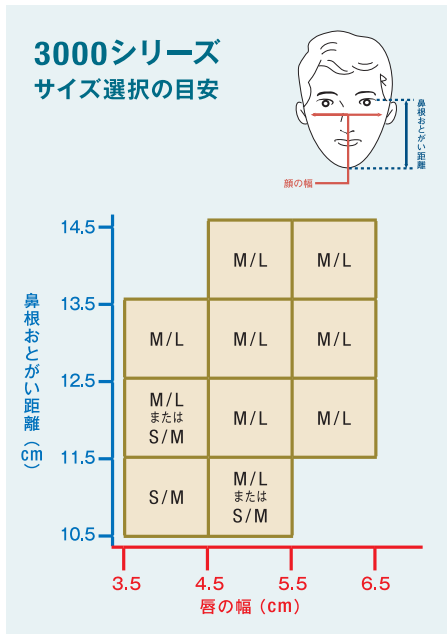 3000シリーズ
サイズ選択の目安
鼻根おとがい距離
顔の幅
鼻根おとがい距離（cm）
14.5
13.5
12.5
11.5
10.5
M/L
M/L
M/L
M/L
M/L
M/L
または
S/M
M/L
M/L
S/M
M/L
または
S/M
3.5
4.5
5.5
6.5
唇の幅（cm）